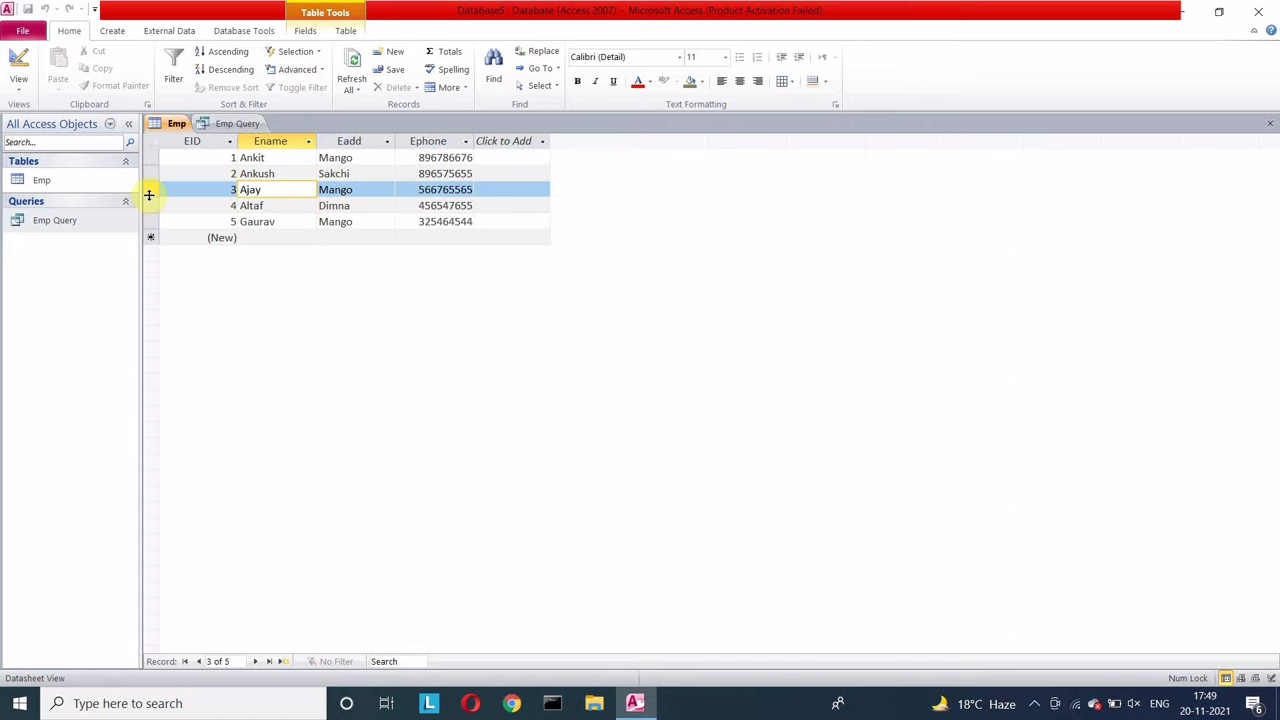 Table Tools
Database5 : Database (Access 2007) - Microsoft Access (Product Activation Failed)
File Home Create External Data Database Tools Fields Table
View
Views
Paste
Cut
Copy
Format Painter
Clipboard
Filter
Ascending
Descending
Remove Sort
Selection
Advanced
Toggle Filter
Sort & Filter
Refresh
All
New
Save
Delete
Totals
Spelling
More
Records
Find
Replace
Go To
Select
Find
Calibri (Detail) 11
B I U A
Text Formatting
All Access Objects
Search...
Tables
Emp
Queries
Emp Query
Emp Emp Query
EID Ename Eadd Ephone Click to Add
1 Ankit Mango 896786676
2 Ankush Sakchi 896575655
3 Ajay Mango 566765565
4 Altaf Dimna 456547655
5 Gaurav Mango 325464544
(New)
Record: 3 of 5 No Filter Search
Datasheet View Num Lock
Type here to search
L
18°C Haze
ENG
17:49
20-11-2021
6